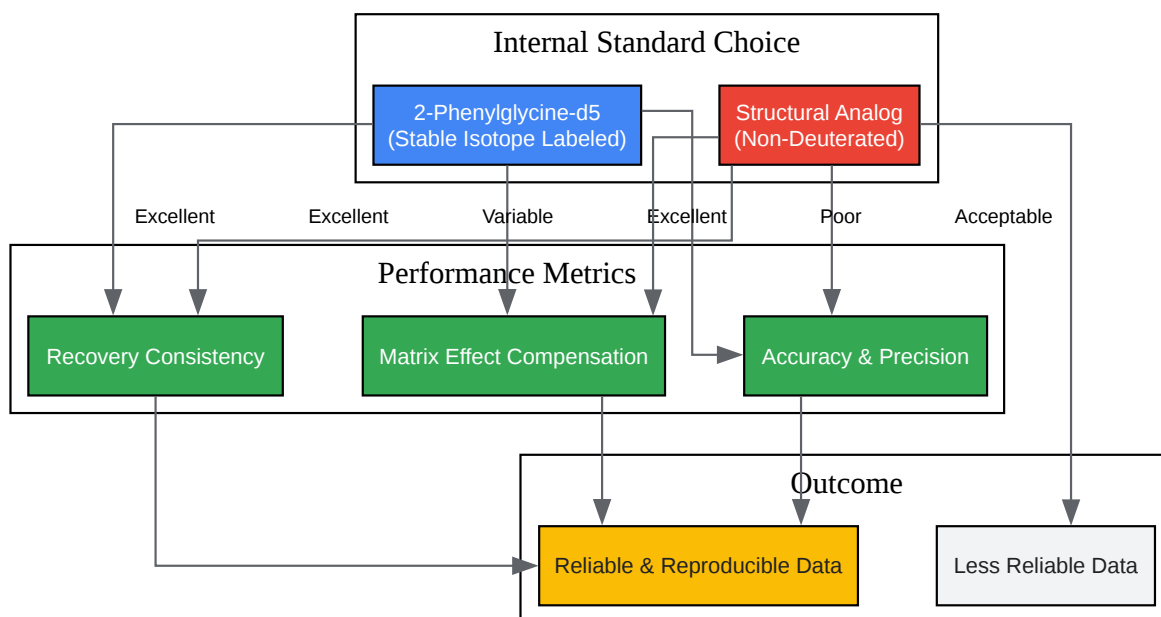 Internal Standard Choice
2-Phenylglycine-d5
(Stable Isotope Labeled)
Structural Analog
(Non-Deuterated)
Excellent
Excellent
Variable
Excellent
Poor
Acceptable
Performance Metrics
Recovery Consistency
Matrix Effect Compensation
Accuracy & Precision
Outcome
Reliable & Reproducible Data
Less Reliable Data